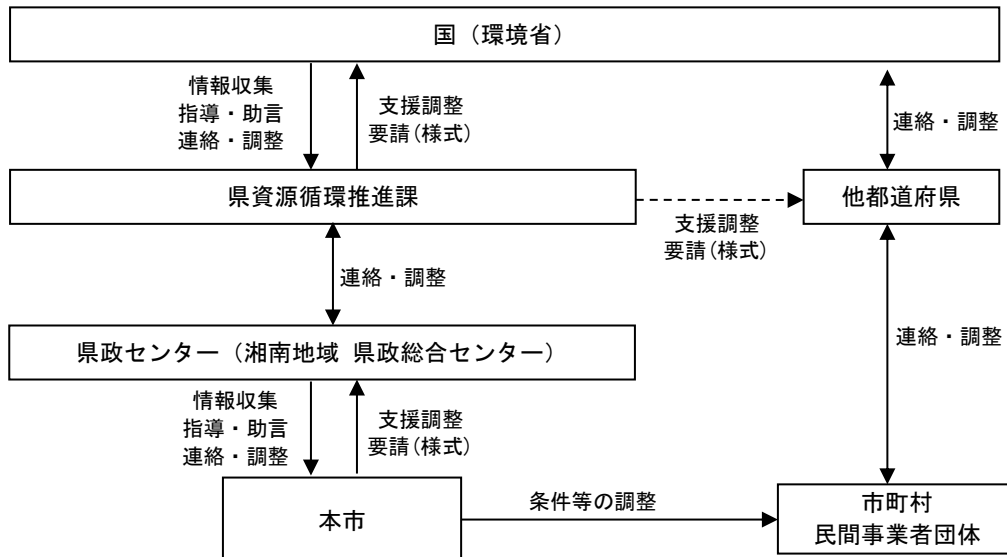 国（環境省）
情報収集
指導・助言
連絡・調整
支援調整
要請(様式)
連絡・調整
県資源循環推進課
他都道府県
支援調整
要請(様式)
連絡・調整
連絡・調整
県政センター（湘南地域 県政総合センター）
情報収集
指導・助言
連絡・調整
支援調整
要請(様式)
本市
条件等の調整
市町村
民間事業者団体